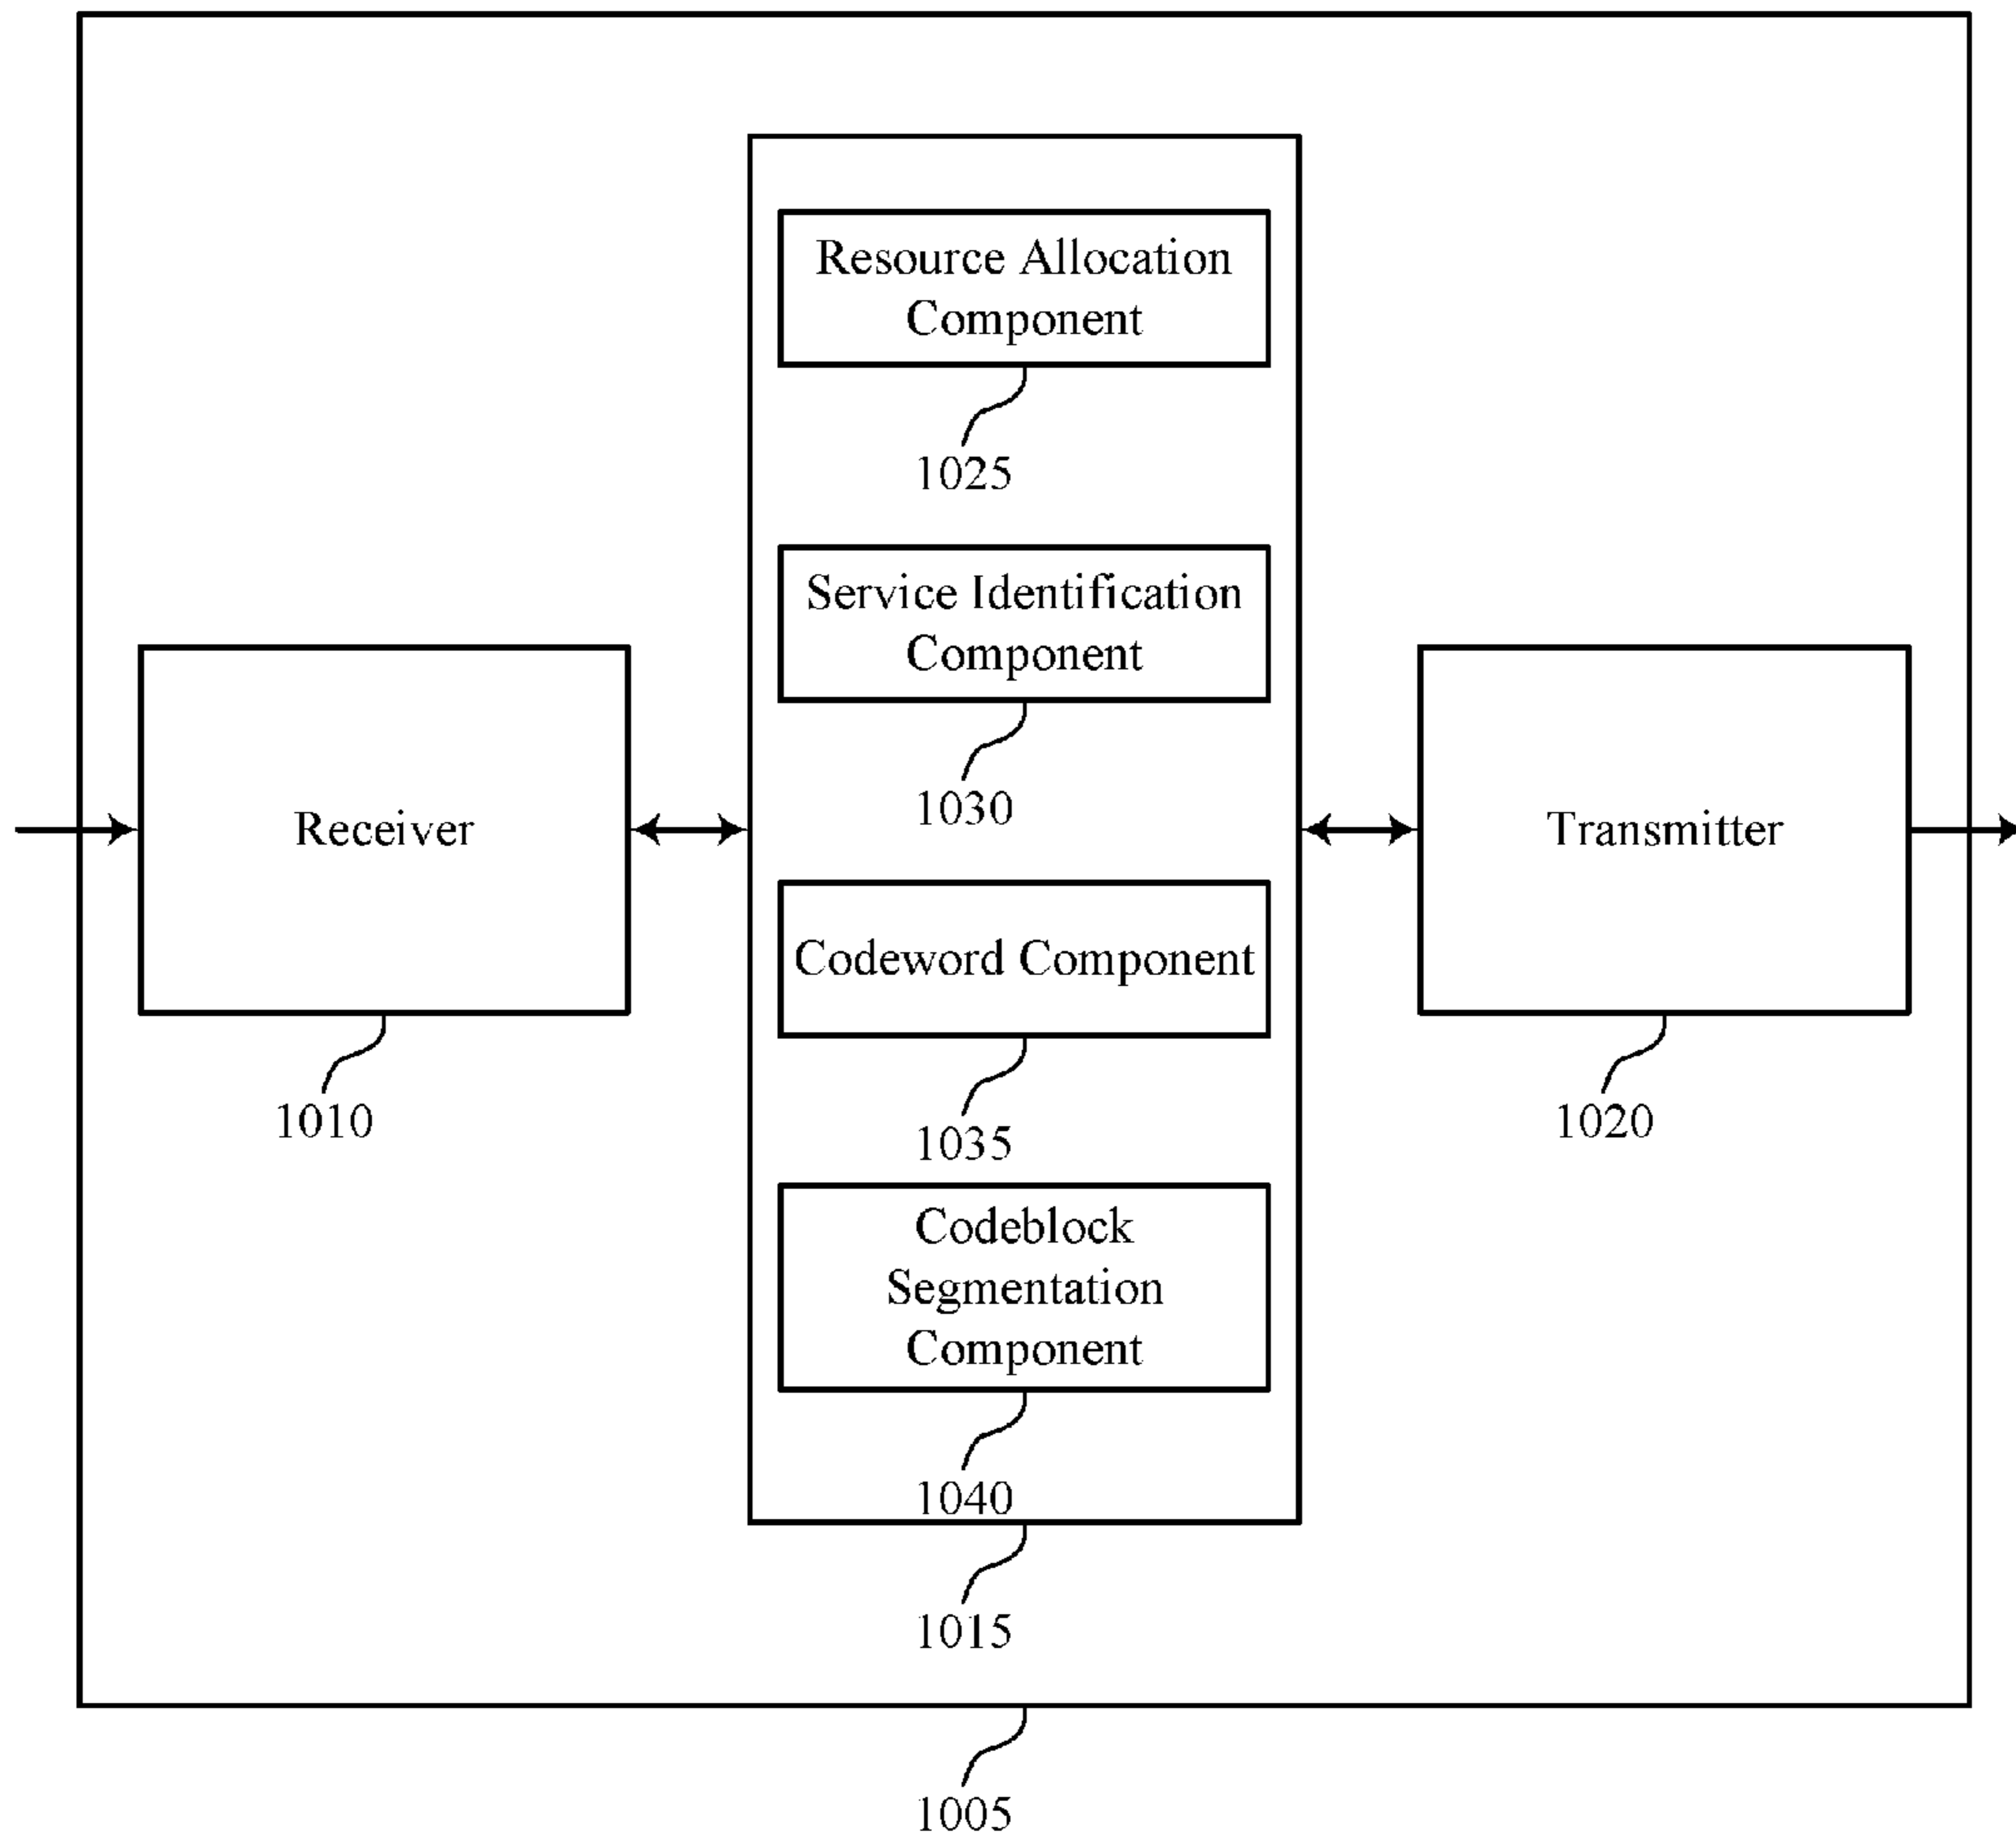 Resource Allocation
Component
1025
Service Identification
Component
1030
Receiver
1010
Codeword Component
1035
Codeblock
Segmentation
Component
1040
1015
Transmitter
1020
1005